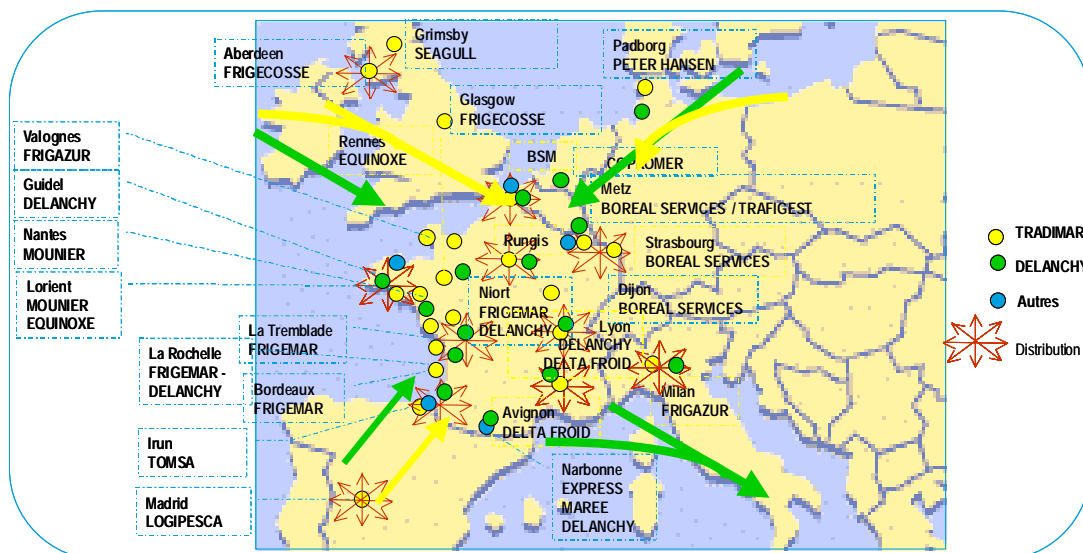 Grimsby
SEAGULL
Aberdeen
FRIGECOSSE
Padborg
PETER HANSEN
Glasgow
FRIGECOSSE
Valognes
FRIGAZUR
Rennes
EQUINOXE
BSM
Guidel
DELANCHY
Metz
BOREAL SERVICES / TRAFIGEST
Nantes
MOUNIER
Rungis
Strasbourg
BOREAL SERVICES
TRADIMAR
DELANCHY
Autres
Distribution
Lorient
MOUNIER
EQUINOXE
Niort
FRIGEMAR
DELANCHY
Dijon
BOREAL SERVICES
La Tremblade
FRIGEMAR
Lyon
DELANCHY
DELTA FROID
La Rochelle
FRIGEMAR -
DELANCHY
Bordeaux
FRIGEMAR
Milan
FRIGAZUR
Avignon
DELTA FROID
Irun
TOMSA
Narbonne
EXPRESS
MAREE
DELANCHY
Madrid
LOGIPESCA